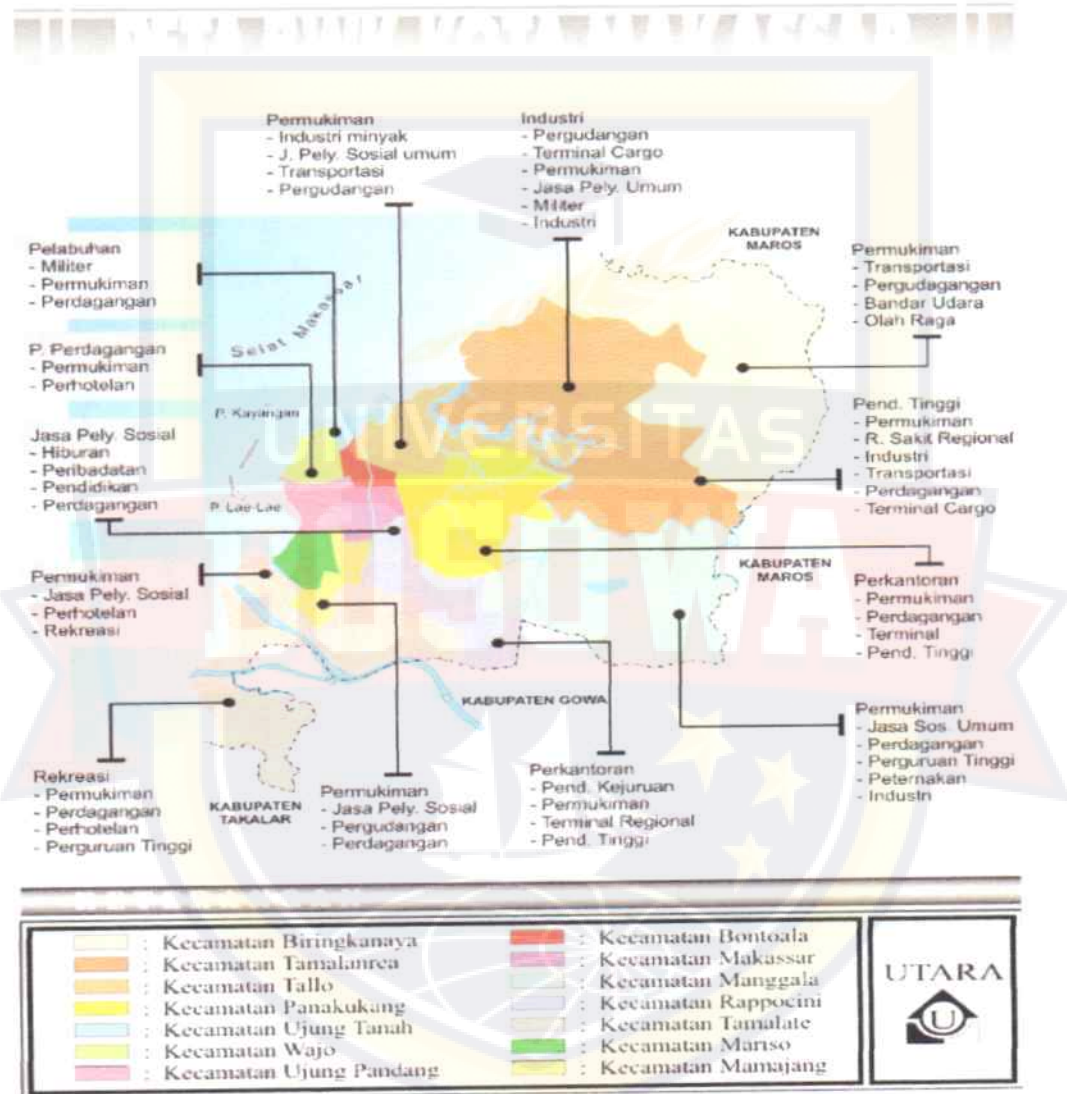 PETA BWK KOTA MAKASSAR
Permukiman
- Industri minyak
- J. Pely. Sosial umum
- Transportasi
- Pergudangan
Industri
- Pergudangan
- Terminal Cargo
- Permukiman
- Jasa Pely. Umum
- Militer
- Industri
Pelabuhan
- Militer
- Permukiman
- Perdagangan
KABUPATEN
MAROS
Permukiman
- Transportasi
- Pergudagangan
- Bandar Udara
- Olah Raga
Selat Makassar
P. Perdagangan
- Permukiman
- Perhotelan
P. Kayangan
UNIVERSITAS
Jasa Pely. Sosial
- Hiburan
- Peribadatan
- Pendidikan
- Perdagangan
P. Lae-Lae
Pend. Tinggi
- Permukiman
- R. Sakit Regional
- Industri
- Transportasi
- Perdagangan
- Terminal Cargo
BOSOWA
Permukiman
- Jasa Pely. Sosial
- Perhotelan
- Rekreasi
KABUPATEN
MAROS
Perkantoran
- Permukiman
- Perdagangan
- Terminal
- Pend. Tinggi
KABUPATEN GOWA
Permukiman
- Jasa Sos. Umum
- Perdagangan
- Perguruan Tinggi
- Peternakan
- Industri
Rekreasi
- Permukiman
- Perdagangan
- Perhotelan
- Perguruan Tinggi
KABUPATEN
TAKALAR
Permukiman
- Jasa Pely. Sosial
- Pergudangan
- Perdagangan
Perkantoran
- Pend. Kejuruan
- Permukiman
- Terminal Regional
- Pend. Tinggi
: Kecamatan Biringkanaya
: Kecamatan Tamalanrea
: Kecamatan Tallo
: Kecamatan Panakukang
: Kecamatan Ujung Tanah
: Kecamatan Wajo
: Kecamatan Ujung Pandang
: Kecamatan Bontoala
: Kecamatan Makassar
: Kecamatan Manggala
: Kecamatan Rappocini
: Kecamatan Tamalate
: Kecamatan Mariso
: Kecamatan Mamajang
UTARA
U